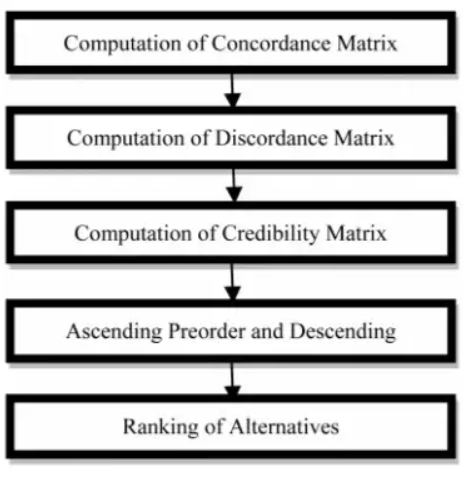 Computation of Concordance Matrix
Computation of Discordance Matrix
Computation of Credibility Matrix
Ascending Preorder and Descending
Ranking of Alternatives